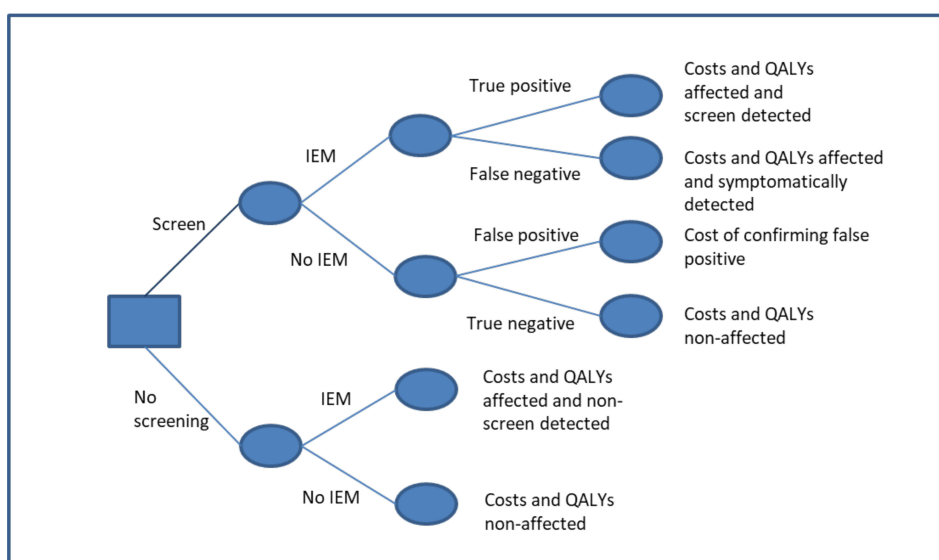 True positive
Costs and QALYs
affected and
screen detected
IEM
False negative
Costs and QALYs affected
and symptomatically
detected
Screen
No IEM
False positive
Cost of confirming false
positive
True negative
Costs and QALYs
non-affected
No
screening
IEM
Costs and QALYs
affected and non-
screen detected
No IEM
Costs and QALYs
non-affected